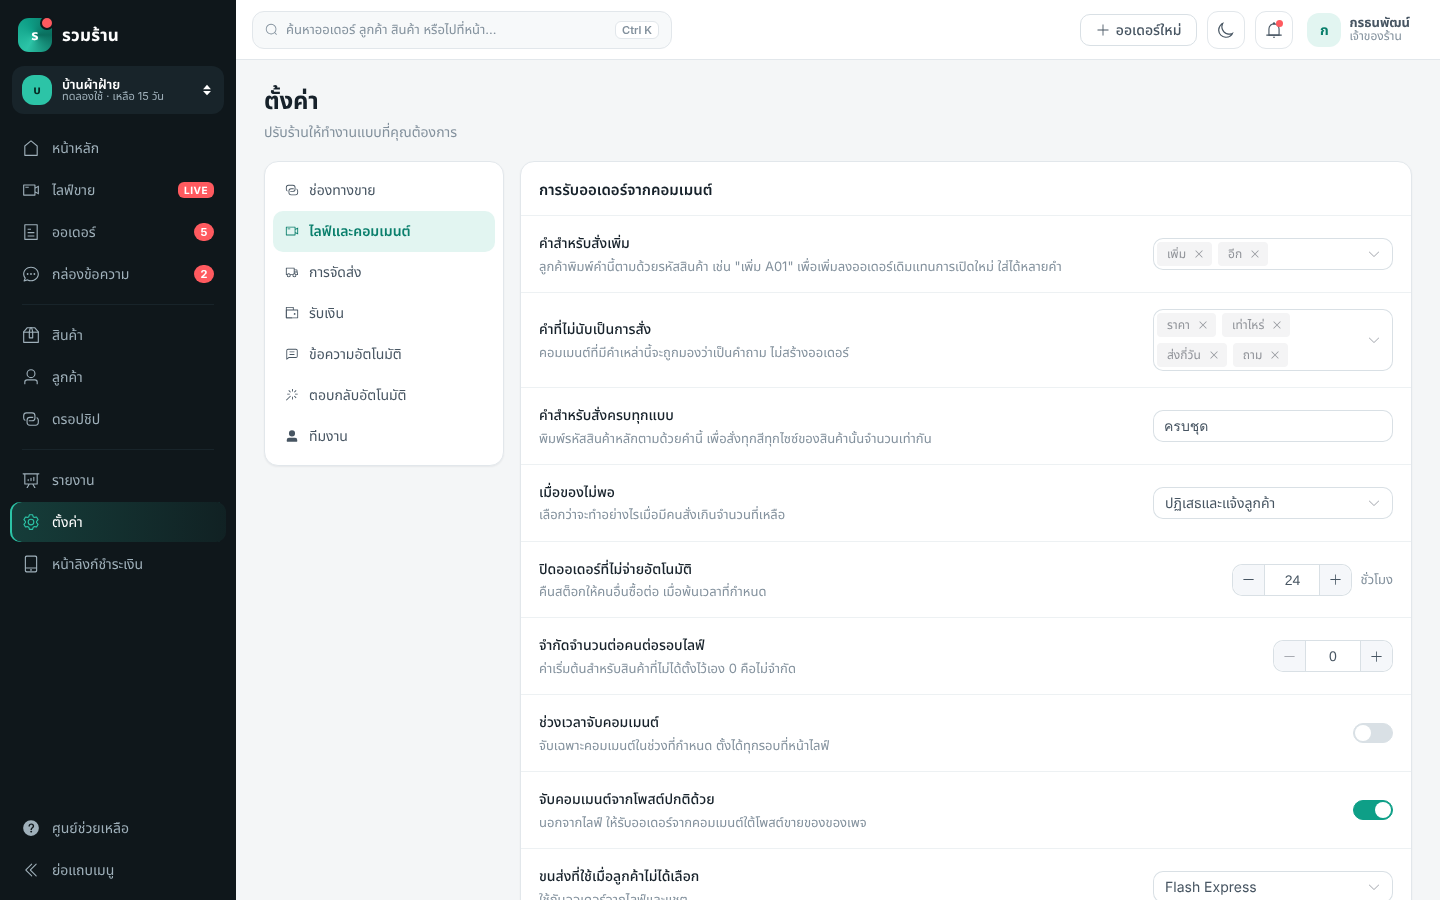 s รวมร้าน
บ บ้านผ้าฝ้าย
ทดลองใช้ · เหลือ 15 วัน
หน้าหลัก
ไลฟ์ขาย LIVE
ออเดอร์ 5
กล่องข้อความ 2
สินค้า
ลูกค้า
ดรอปชิป
รายงาน
ตั้งค่า
หน้าลิงก์ชำระเงิน
ศูนย์ช่วยเหลือ
ย่อแถบเมนู
ค้นหาออเดอร์ ลูกค้า สินค้า หรือไปที่หน้า... Ctrl K
ออเดอร์ใหม่
ก กรธนพัฒน์
เจ้าของร้าน
ตั้งค่า
ปรับร้านให้ทำงานแบบที่คุณต้องการ
ช่องทางขาย
ไลฟ์และคอมเมนต์
การจัดส่ง
รับเงิน
ข้อความอัตโนมัติ
ตอบกลับอัตโนมัติ
ทีมงาน
การรับออเดอร์จากคอมเมนต์
คำสำหรับสั่งเพิ่ม
ลูกค้าพิมพ์คำนี้ตามด้วยรหัสสินค้า เช่น "เพิ่ม A01" เพื่อเพิ่มลงออเดอร์เดิมแทนการเปิดใหม่ ใส่ได้หลายคำ
เพิ่ม อีก
คำที่ไม่นับเป็นการสั่ง
คอมเมนต์ที่มีคำเหล่านี้จะถูกมองว่าเป็นคำถาม ไม่สร้างออเดอร์
ราคา เท่าไหร่
ส่งกี่วัน ถาม
คำสำหรับสั่งครบทุกแบบ
พิมพ์รหัสสินค้าหลักตามด้วยคำนี้ เพื่อสั่งทุกสีทุกไซซ์ของสินค้านั้นจำนวนเท่ากัน
ครบชุด
เมื่อของไม่พอ
เลือกว่าจะทำอย่างไรเมื่อมีคนสั่งเกินจำนวนที่เหลือ
ปฏิเสธและแจ้งลูกค้า
ปิดออเดอร์ที่ไม่จ่ายอัตโนมัติ
คืนสต็อกให้คนอื่นซื้อต่อ เมื่อพ้นเวลาที่กำหนด
24 ชั่วโมง
จำกัดจำนวนต่อคนต่อรอบไลฟ์
ค่าเริ่มต้นสำหรับสินค้าที่ไม่ได้ตั้งไว้เอง 0 คือไม่จำกัด
0
ช่วงเวลาจับคอมเมนต์
จับเฉพาะคอมเมนต์ในช่วงที่กำหนด ตั้งได้ทุกรอบที่หน้าไลฟ์
จับคอมเมนต์จากโพสต์ปกติด้วย
นอกจากไลฟ์ ให้รับออเดอร์จากคอมเมนต์ใต้โพสต์ขายของของเพจ
ขนส่งที่ใช้เมื่อลูกค้าไม่ได้เลือก
ใช้กับออเดอร์จากไลฟ์และแชต
Flash Express